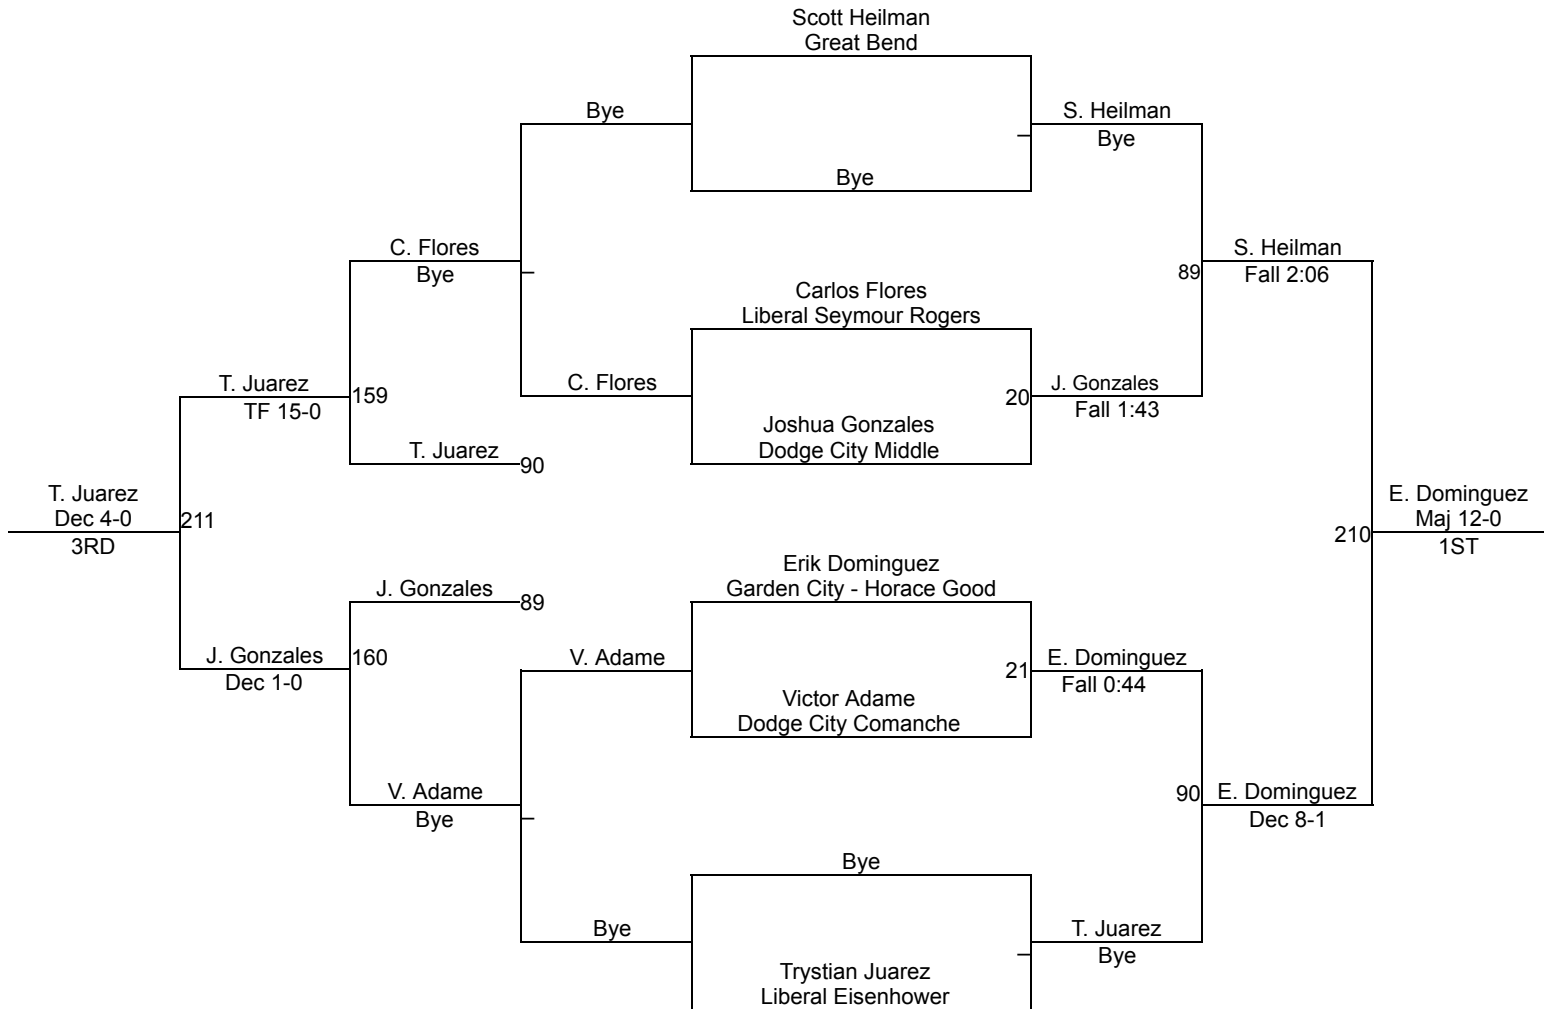 Scott Heilman
Great Bend
Bye
S. Heilman
Bye
Bye
C. Flores
Bye
S. Heilman
89
Fall 2:06
Carlos Flores
Liberal Seymour Rogers
T. Juarez
159
TF 15-0
C. Flores
20
J. Gonzales
Fall 1:43
Joshua Gonzales
Dodge City Middle
T. Juarez
90
T. Juarez
Dec 4-0
211
3RD
E. Dominguez
Maj 12-0
210
1ST
Erik Dominguez
Garden City - Horace Good
J. Gonzales
89
J. Gonzales
160
Dec 1-0
V. Adame
21
E. Dominguez
Fall 0:44
Victor Adame
Dodge City Comanche
V. Adame
Bye
90
E. Dominguez
Dec 8-1
Bye
Bye
T. Juarez
Bye
Trystian Juarez
Liberal Eisenhower